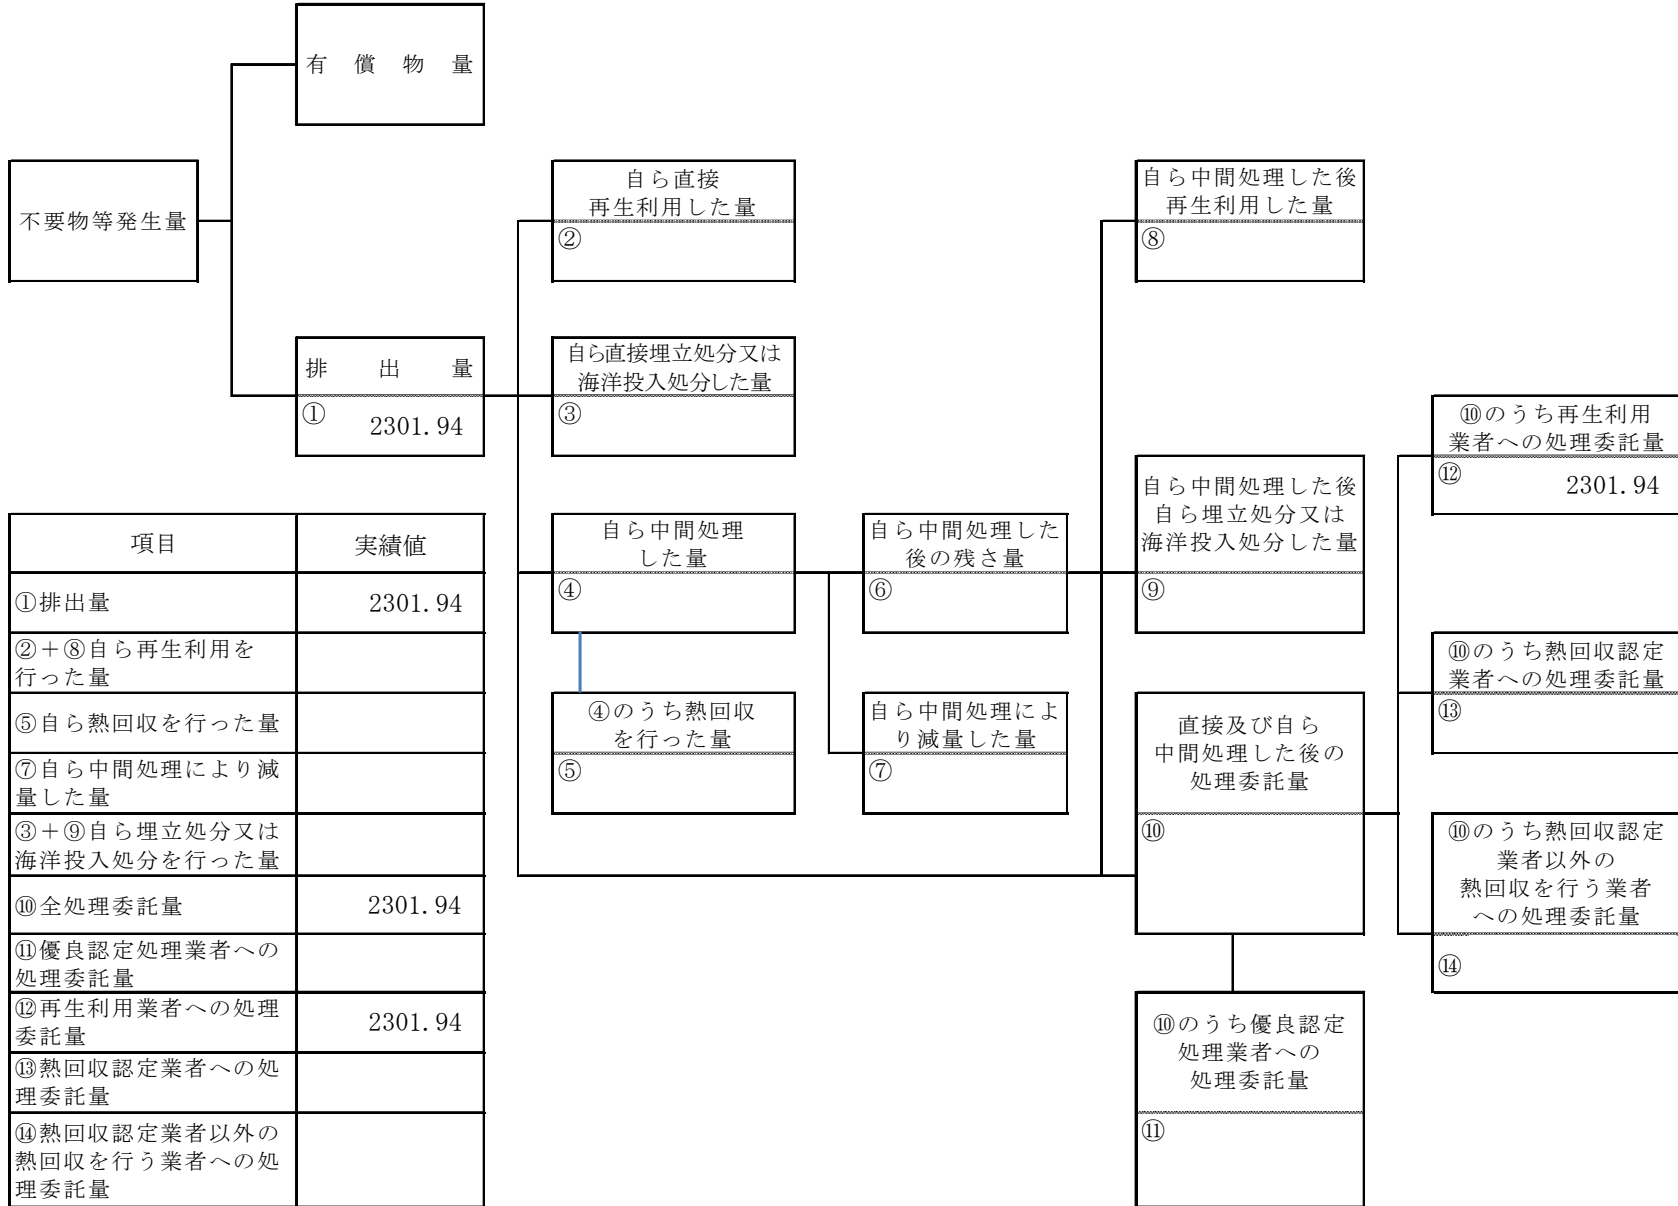 有償物量
不要物等発生量
排出量
①
2301.94
自ら直接
再生利用した量
②
自ら直接埋立処分又は
海洋投入処分した量
③
自ら中間処理
した量
④
④のうち熱回収
を行った量
⑤
自ら中間処理した
後の残さ量
⑥
自ら中間処理によ
り減量した量
⑦
自ら中間処理した後
再生利用した量
⑧
自ら中間処理した後
自ら埋立処分又は
海洋投入処分した量
⑨
直接及び自ら
中間処理した後の
処理委託量
⑩
⑩のうち優良認定
処理業者への
処理委託量
⑪
⑩のうち再生利用
業者への処理委託量
⑫
2301.94
⑩のうち熱回収認定
業者への処理委託量
⑬
⑩のうち熱回収認定
業者以外の
熱回収を行う業者
への処理委託量
⑭
項目 実績値
①排出量 2301.94
②＋⑧自ら再生利用を
行った量
⑤自ら熱回収を行った量
⑦自ら中間処理により減
量した量
③＋⑨自ら埋立処分又は
海洋投入処分を行った量
⑩全処理委託量 2301.94
⑪優良認定処理業者への
処理委託量
⑫再生利用業者への処理
委託量 2301.94
⑬熱回収認定業者への処
理委託量
⑭熱回収認定業者以外の
熱回収を行う業者への処
理委託量